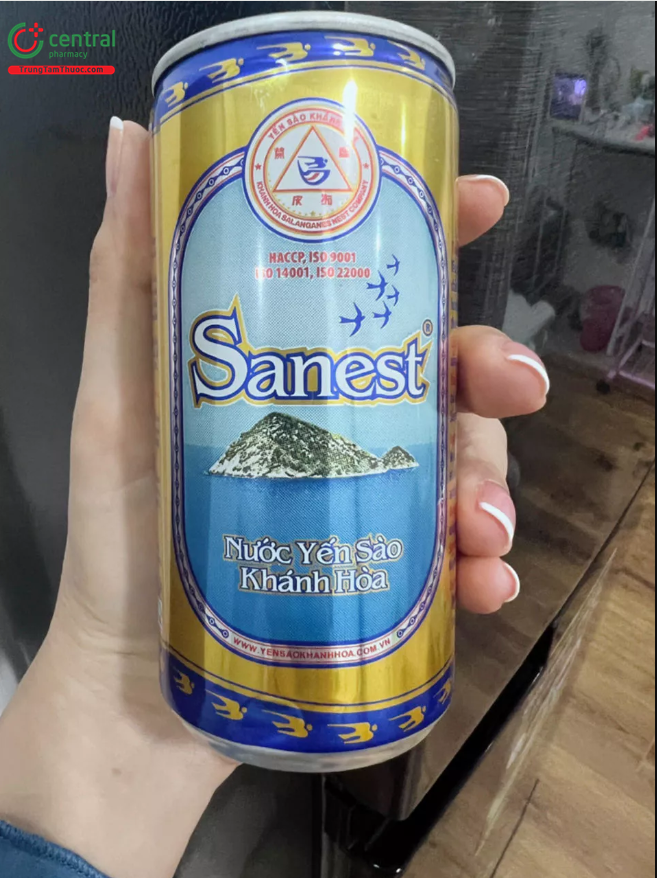 central
pharmacy
TrungTamThuoc.com
YẾN SÀO KHÁNH
KHANH HOA SALANGANES NEST COMPANY
HACCP, ISO 9001
ISO 14001, ISO 22000
Sanest®
Nước Yến Sào
Khánh Hòa
WWW.YENSAOKHANHHOA.COM.VN